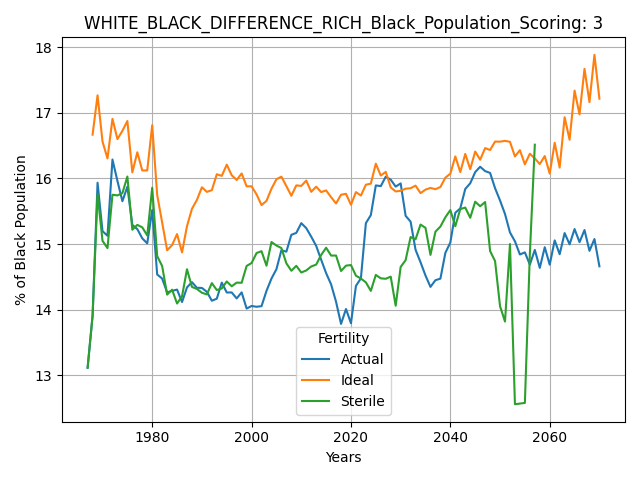 WHITE_BLACK_DIFFERENCE_RICH_Black_Population_Scoring: 3
% of Black Population
18
17
16
15
14
13
Fertility
Actual
Ideal
Sterile
1980
2000
2020
2040
2060
Years